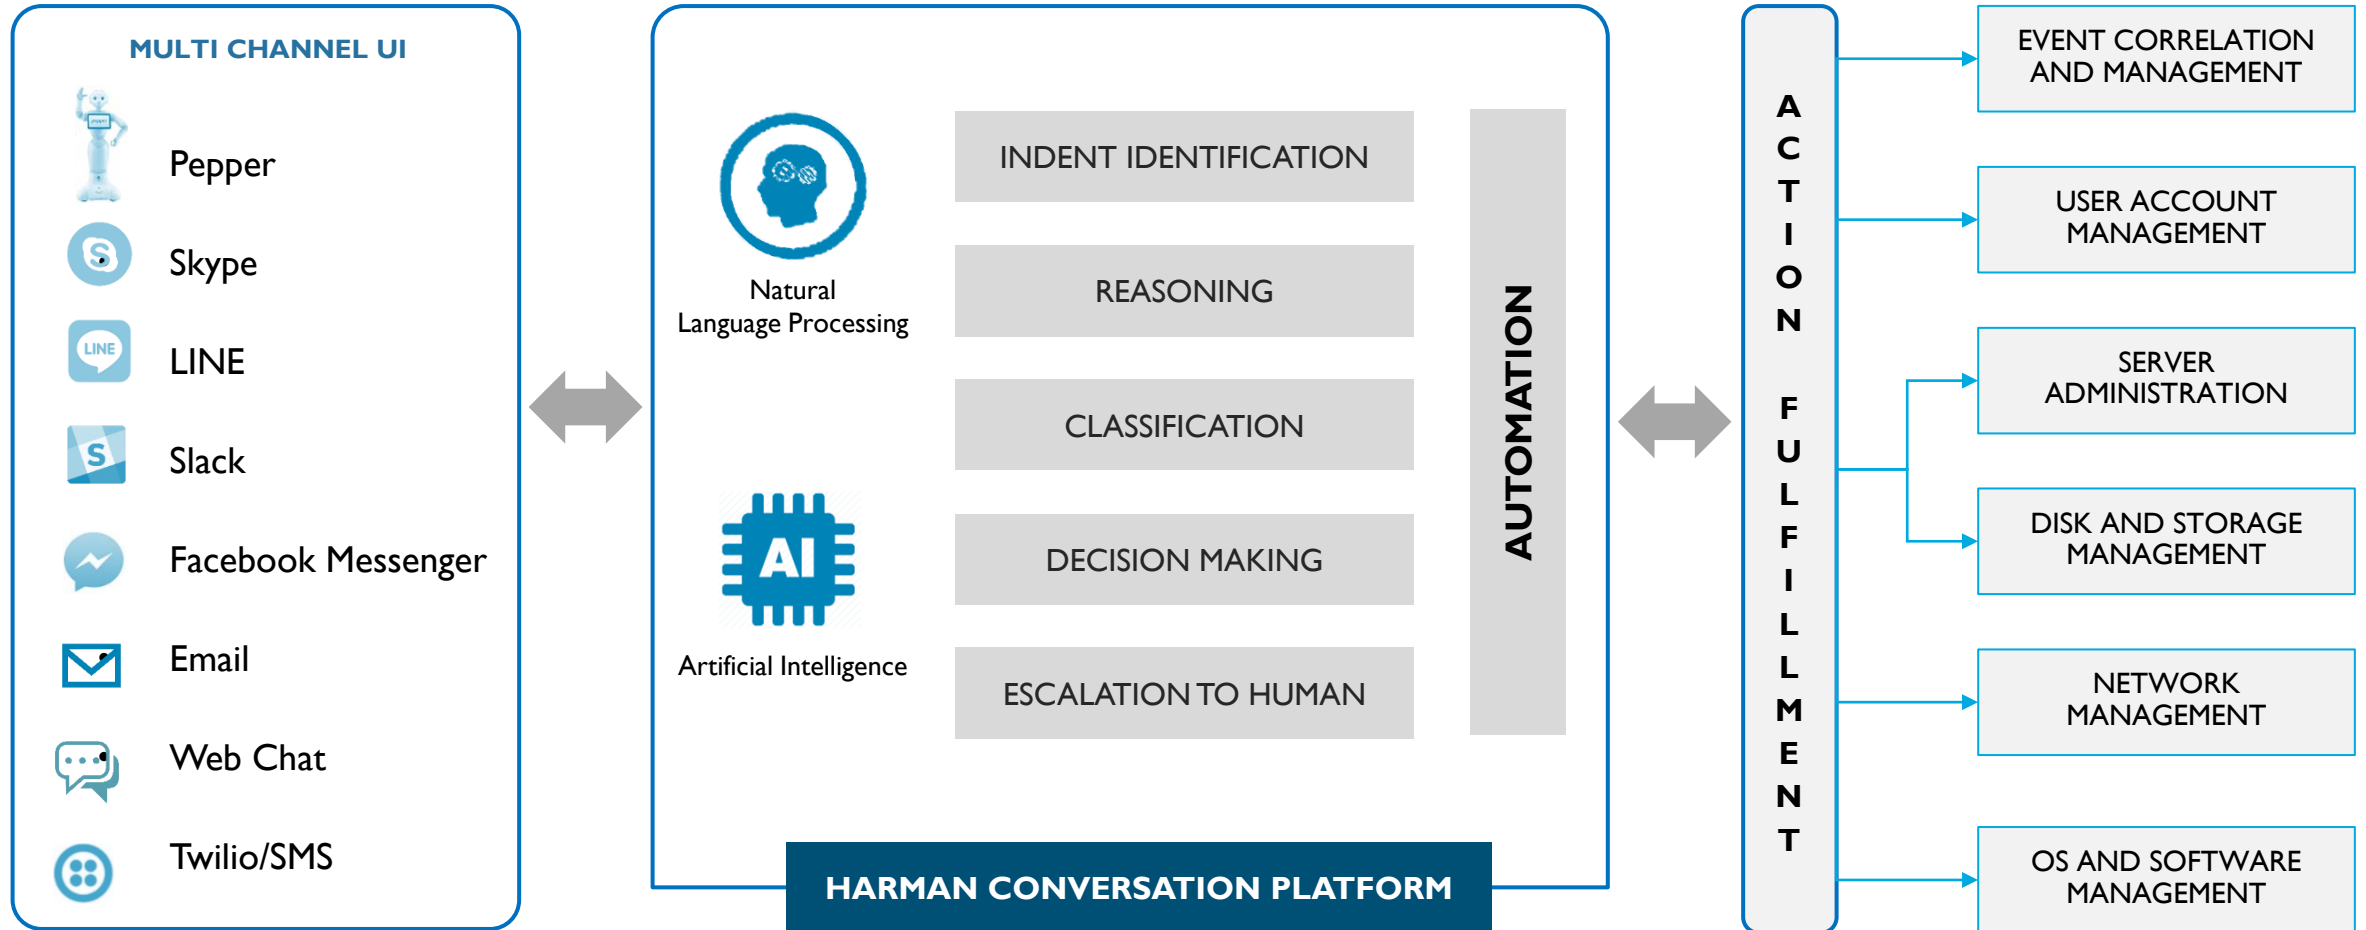 MULTI CHANNEL UI
pepper
Pepper
S
Skype
LINE
LINE
S
Slack
Facebook Messenger
Email
Web Chat
Twilio/SMS
Natural
Language Processing
AI
Artificial Intelligence
INDENT IDENTIFICATION
REASONING
CLASSIFICATION
DECISION MAKING
ESCALATION TO HUMAN
AUTOMATION
HARMAN CONVERSATION PLATFORM
ACTION FULFILLMENT
EVENT CORRELATION
AND MANAGEMENT
USER ACCOUNT
MANAGEMENT
SERVER
ADMINISTRATION
DISK AND STORAGE
MANAGEMENT
NETWORK
MANAGEMENT
OS AND SOFTWARE
MANAGEMENT